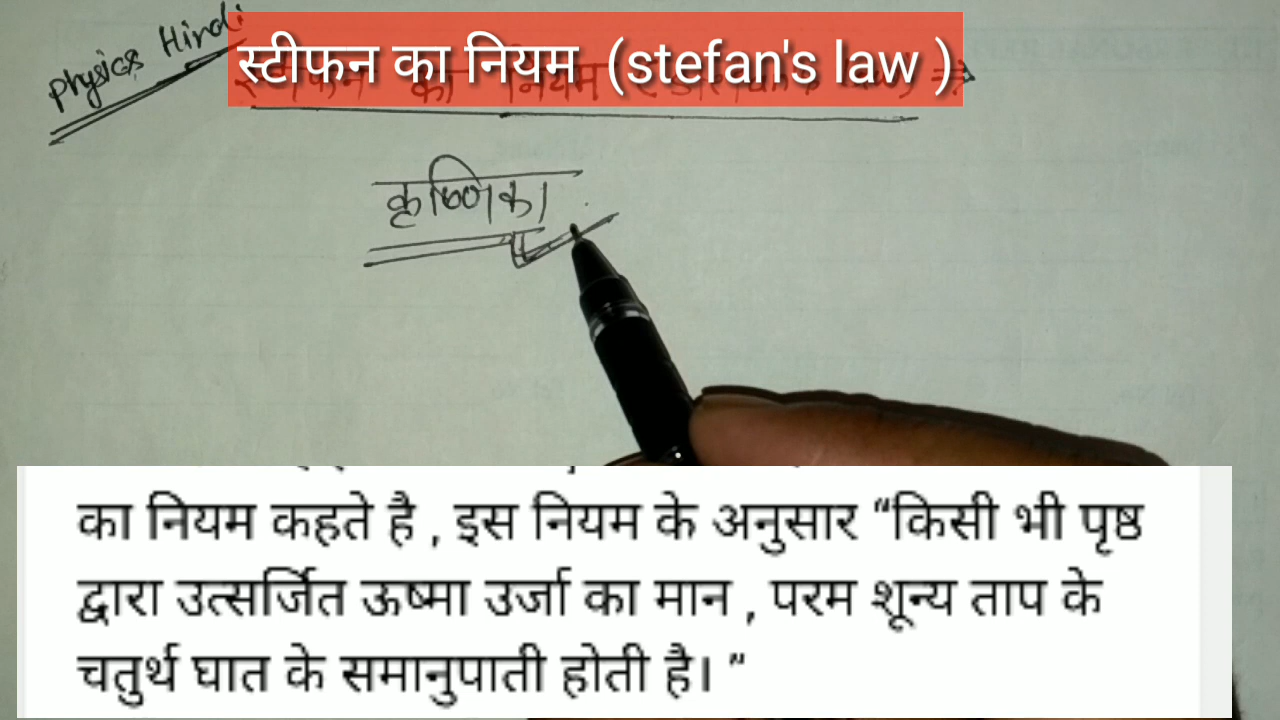 Physics Hindi
स्टीफन का नियम (stefan's law )
कृष्णिका
का नियम कहते है , इस नियम के अनुसार “किसी भी पृष्ठ
द्वारा उत्सर्जित ऊष्मा उर्जा का मान , परम शून्य ताप के
चतुर्थ घात के समानुपाती होती है। ”